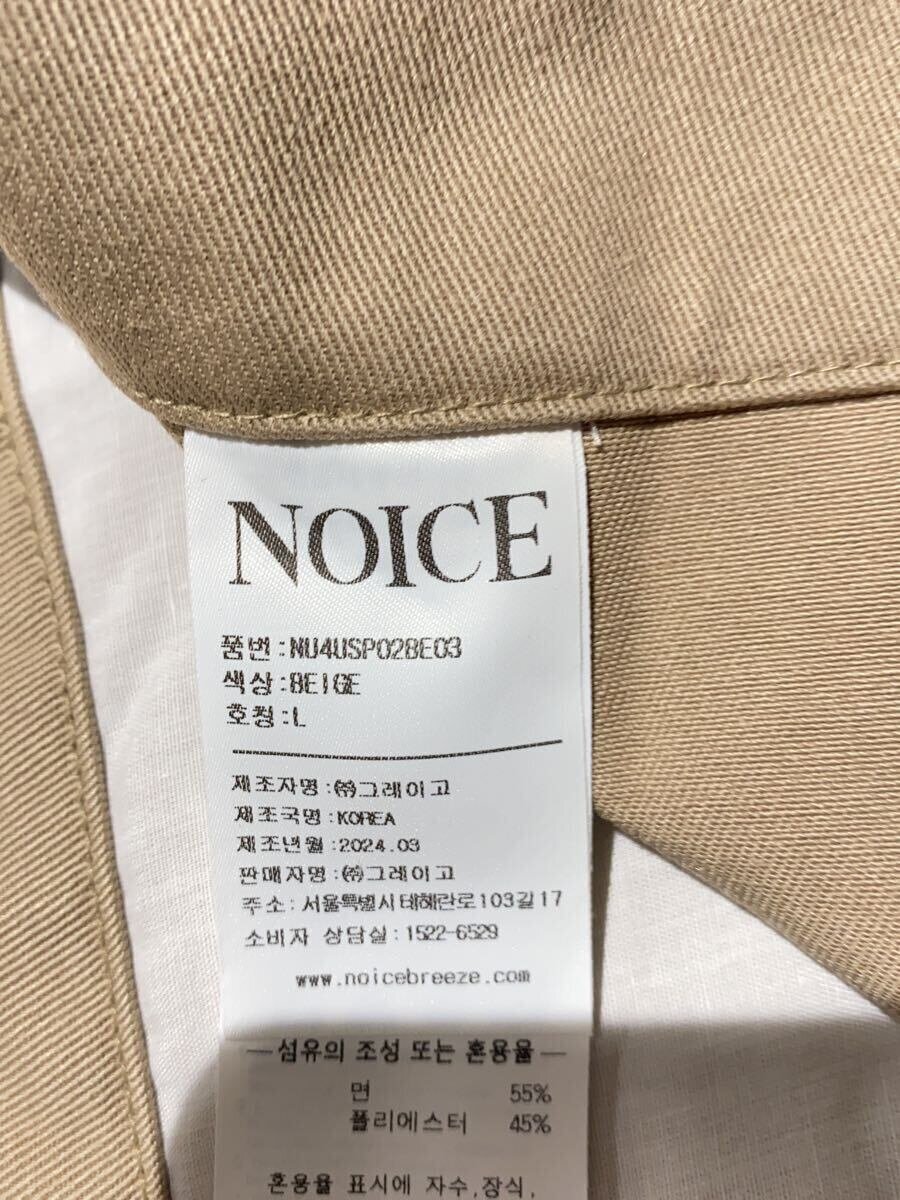 NOICE
품번:NU4USP02BE03
색상:BEIGE
호칭:L
제조자명:㈜그레이고
제조국명:KOREA
제조년월:2024.03
판매자명:㈜그레이고
주소:서울특별시테헤란로103길17
소비자 상담실:1522-6529
www.noicebreeze.com
섬유의 조성 또는 혼용율
면 55%
폴리에스터 45%
혼용율 표시에 자수,장식,